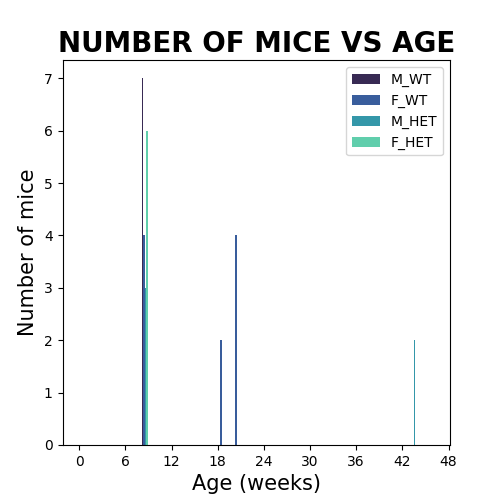 NUMBER OF MICE VS AGE
M_WT
F_WT
M_HET
F_HET
Number of mice
7
6
5
4
3
2
1
0
0 6 12 18 24 30 36 42 48
Age (weeks)